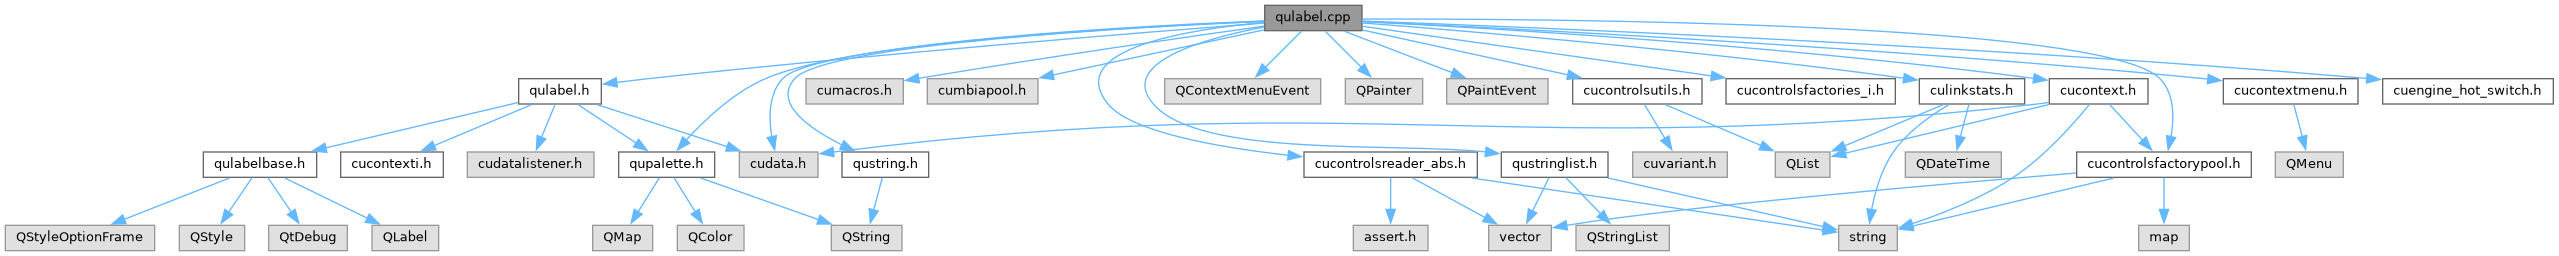 qulabel.cpp
qulabel.h
cumacros.h
cumbiapool.h
QContextMenuEvent
QPainter
QPaintEvent
cucontrolsutils.h
cucontrolsfactories_i.h
culinkstats.h
cucontext.h
cucontextmenu.h
cuengine_hot_switch.h
qulabelbase.h
cucontexti.h
cudatalistener.h
qupalette.h
cudata.h
qustring.h
cucontrolsreader_abs.h
qustringlist.h
cuvariant.h
QList
QDateTime
cucontrolsfactorypool.h
QMenu
QStyleOptionFrame
QStyle
QtDebug
QLabel
QMap
QColor
QString
assert.h
vector
QStringList
string
map